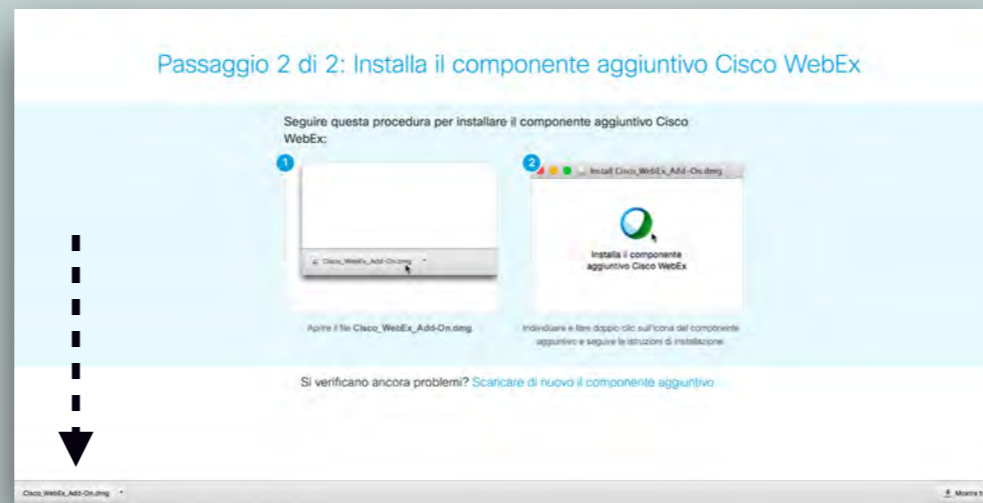 Passaggio 2 di 2: Installa il componente aggiuntivo Cisco WebEx
Seguire questa procedura per installare il componente aggiuntivo Cisco
WebEx:
1
Cisco_WebEx_Add-On.dmg
Aprire il file Cisco_WebEx_Add-On.dmg.
2
Install Cisco_WebEx_Add-On.dmg
Installa il componente
aggiuntivo Cisco WebEx
Individuare e fare doppio clic sull'icona del componente
aggiuntivo e seguire le istruzioni di installazione.
Si verificano ancora problemi? Scaricare di nuovo il componente aggiuntivo.
Cisco_WebEx_Add-On.dmg
Mostra